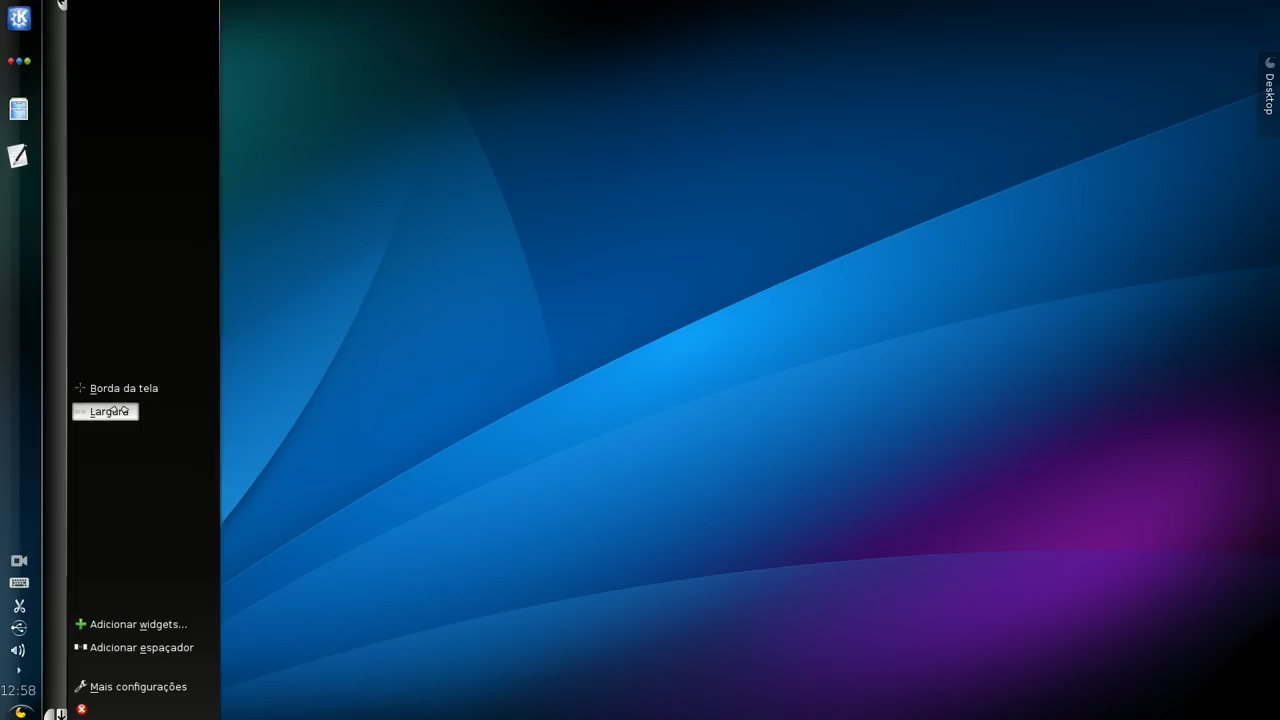 Desktop
Borda da tela
Largura
Adicionar widgets...
Adicionar espaçador
Mais configurações
12:58